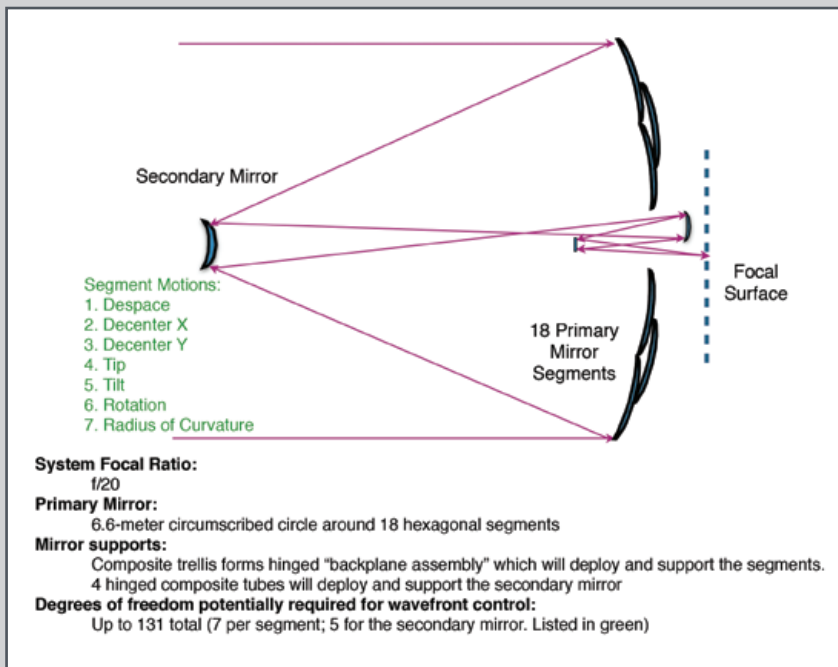 Secondary Mirror
Focal
Surface
Segment Motions:
1. Despace
2. Decenter X
3. Decenter Y
4. Tip
5. Tilt
6. Rotation
7. Radius of Curvature
18 Primary
Mirror
Segments
System Focal Ratio:
f/20
Primary Mirror:
6.6-meter circumscribed circle around 18 hexagonal segments
Mirror supports:
Composite trellis forms hinged “backplane assembly” which will deploy and support the segments.
4 hinged composite tubes will deploy and support the secondary mirror
Degrees of freedom potentially required for wavefront control:
Up to 131 total (7 per segment; 5 for the secondary mirror. Listed in green)